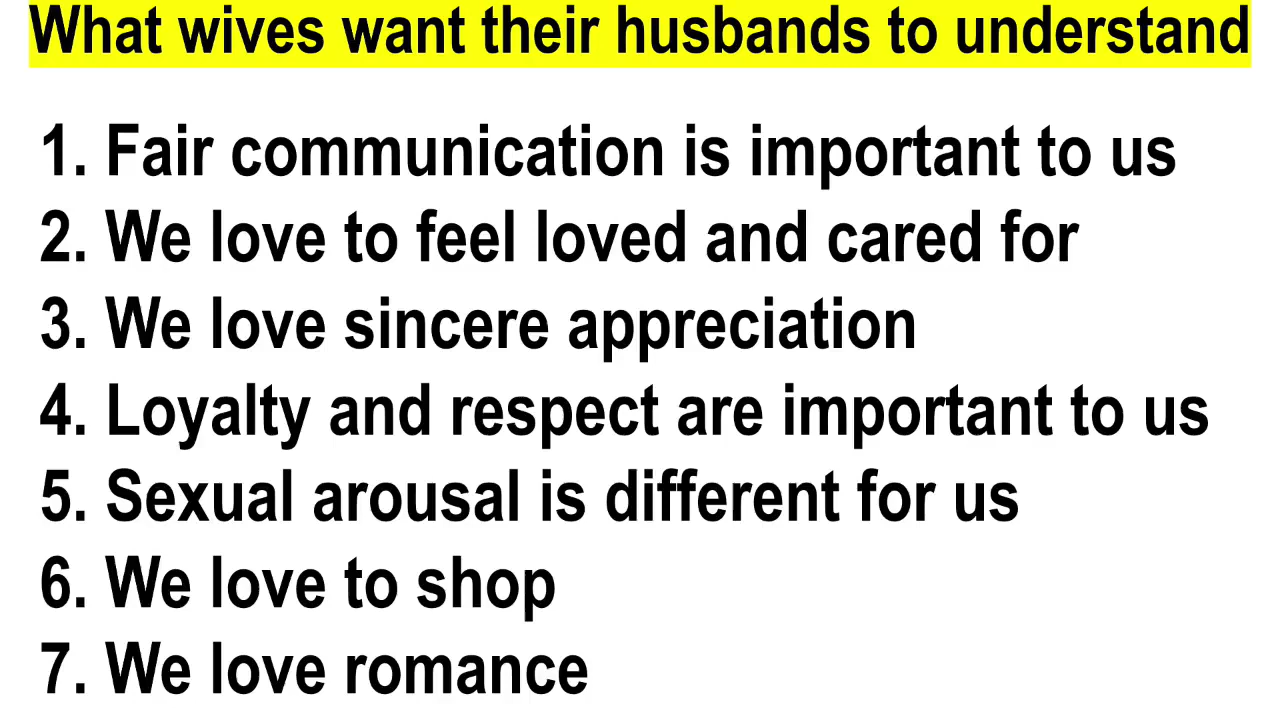 What wives want their husbands to understand
1. Fair communication is important to us
2. We love to feel loved and cared for
3. We love sincere appreciation
4. Loyalty and respect are important to us
5. Sexual arousal is different for us
6. We love to shop
7. We love romance